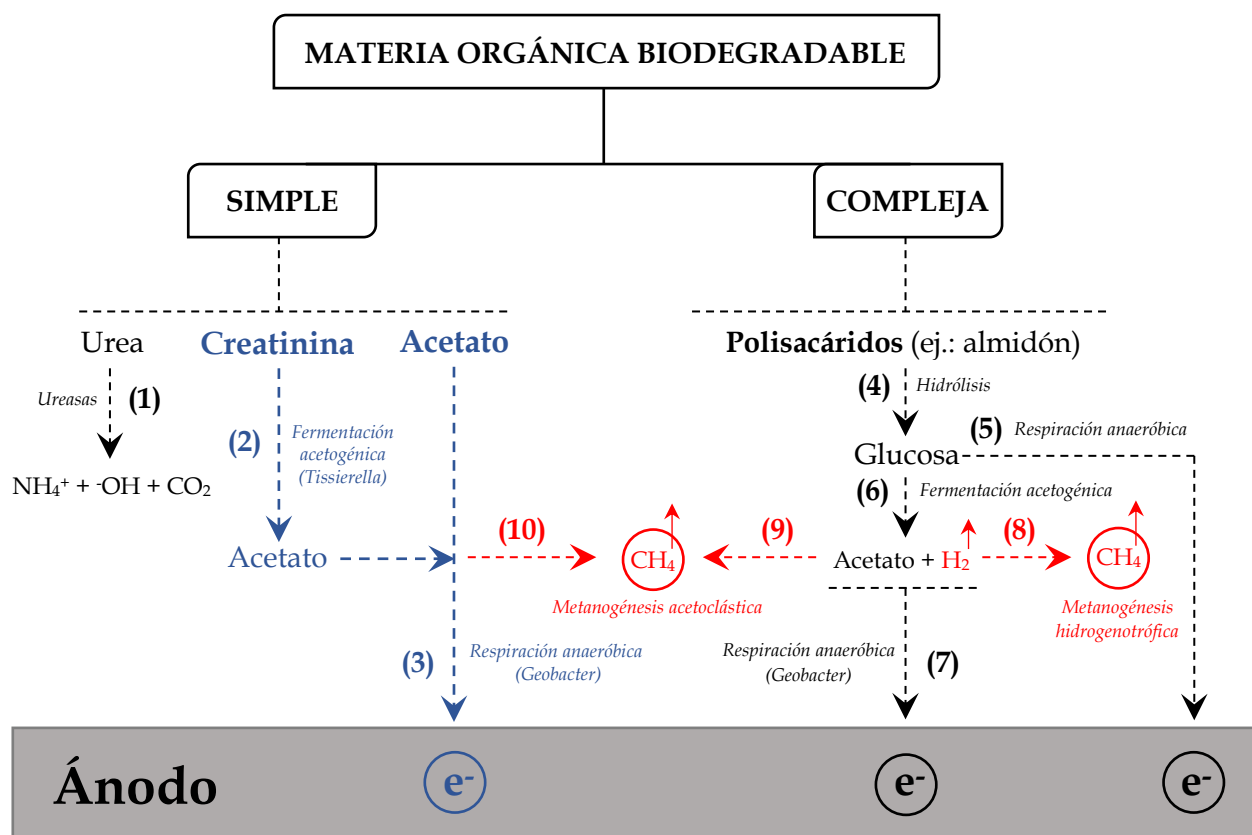 MATERIA ORGÁNICA BIODEGRADABLE
SIMPLE
COMPLEJA
Urea
Creatinina
Acetato
Polisacáridos (ej.: almidón)
Ureasas
(1)
(4)
Hidrólisis
(2)
Fermentación
acetogénica
(Tissierella)
(5)
Respiración anaeróbica
Glucosa
NH₄⁺ + ⁻OH + CO₂
(6)
Fermentación acetogénica
Acetato
(10)
CH₄
(9)
Acetato + H₂
(8)
CH₄
Metanogénesis acetoclástica
Metanogénesis
hidrogenotrófica
(3)
Respiración anaeróbica
(Geobacter)
Respiración anaeróbica
(Geobacter)
(7)
Ánodo
e⁻
e⁻
e⁻